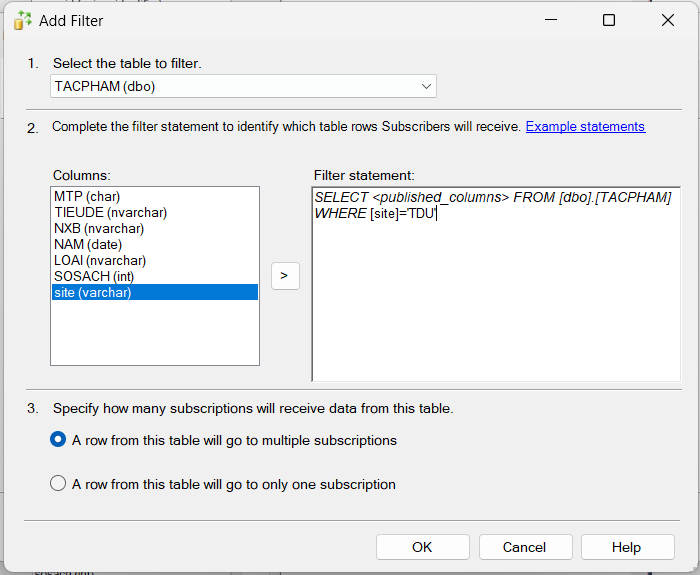 Add Filter
1. Select the table to filter.
TACPHAM (dbo)
2. Complete the filter statement to identify which table rows Subscribers will receive. Example statements
Columns:
MTP (char)
TIEUDE (nvarchar)
NXB (nvarchar)
NAM (date)
LOAI (nvarchar)
SOSACH (int)
site (varchar)
>
Filter statement:
SELECT <published_columns> FROM [dbo].[TACPHAM]
WHERE [site]='TDU'
3. Specify how many subscriptions will receive data from this table.
A row from this table will go to multiple subscriptions
A row from this table will go to only one subscription
OK Cancel Help